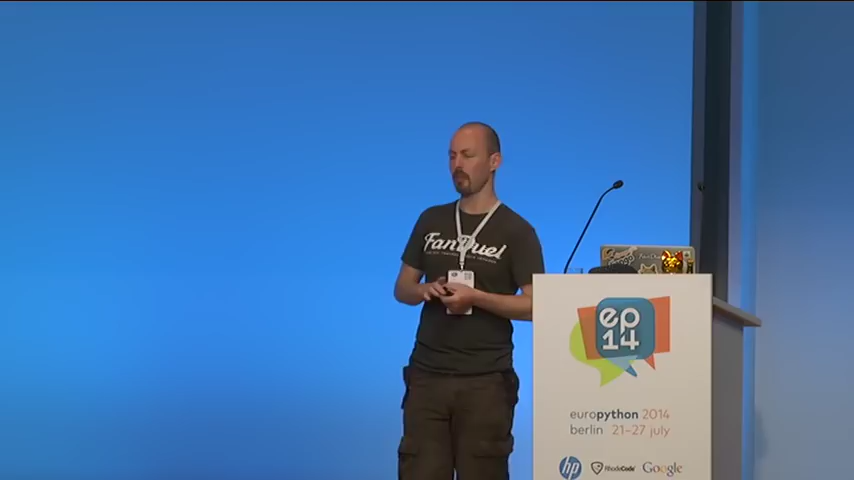 FanDuel
ep
14
europython 2014
berlin 21-27 july
hp RhodeCode Google